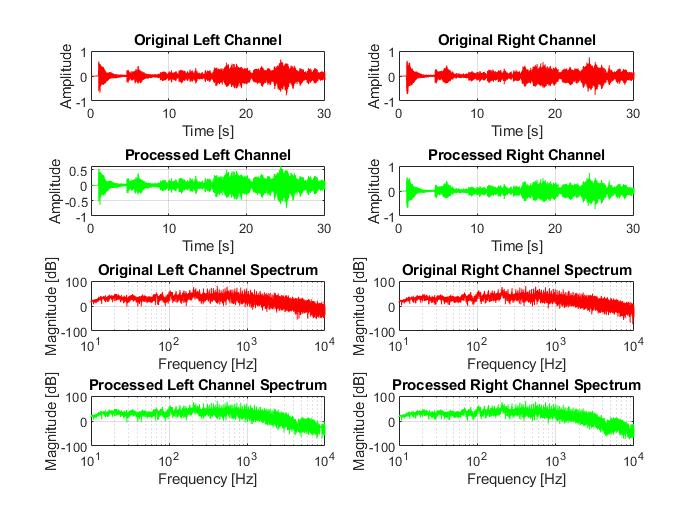 Original Left Channel
Amplitude
1
0
-1
0 10 20 30
Time [s]
Original Right Channel
Amplitude
1
0
-1
0 10 20 30
Time [s]
Processed Left Channel
Amplitude
0.5
0
-0.5
-1
0 10 20 30
Time [s]
Processed Right Channel
Amplitude
1
0
-1
0 10 20 30
Time [s]
Original Left Channel Spectrum
Magnitude [dB]
100
0
-100
10^1 10^2 10^3 10^4
Frequency [Hz]
Original Right Channel Spectrum
Magnitude [dB]
100
0
-100
10^1 10^2 10^3 10^4
Frequency [Hz]
Processed Left Channel Spectrum
Magnitude [dB]
100
0
-100
10^1 10^2 10^3 10^4
Frequency [Hz]
Processed Right Channel Spectrum
Magnitude [dB]
100
0
-100
10^1 10^2 10^3 10^4
Frequency [Hz]